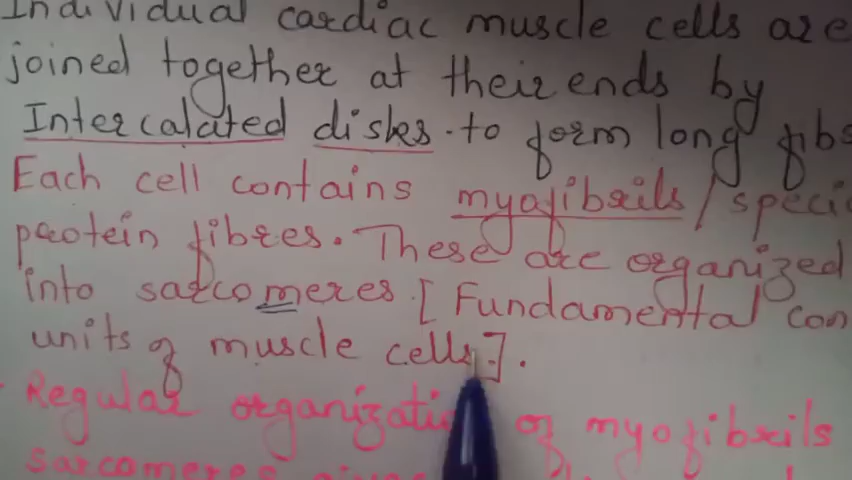 Individual cardiac muscle cells are
joined together at their ends by
Intercalated disks to form long
Each cell contains myofibrils /
protein fibres. These are organized
into sarcomeres. [Fundamental
units of muscle cells].
Regular organization of myofibrils
sarcomeres